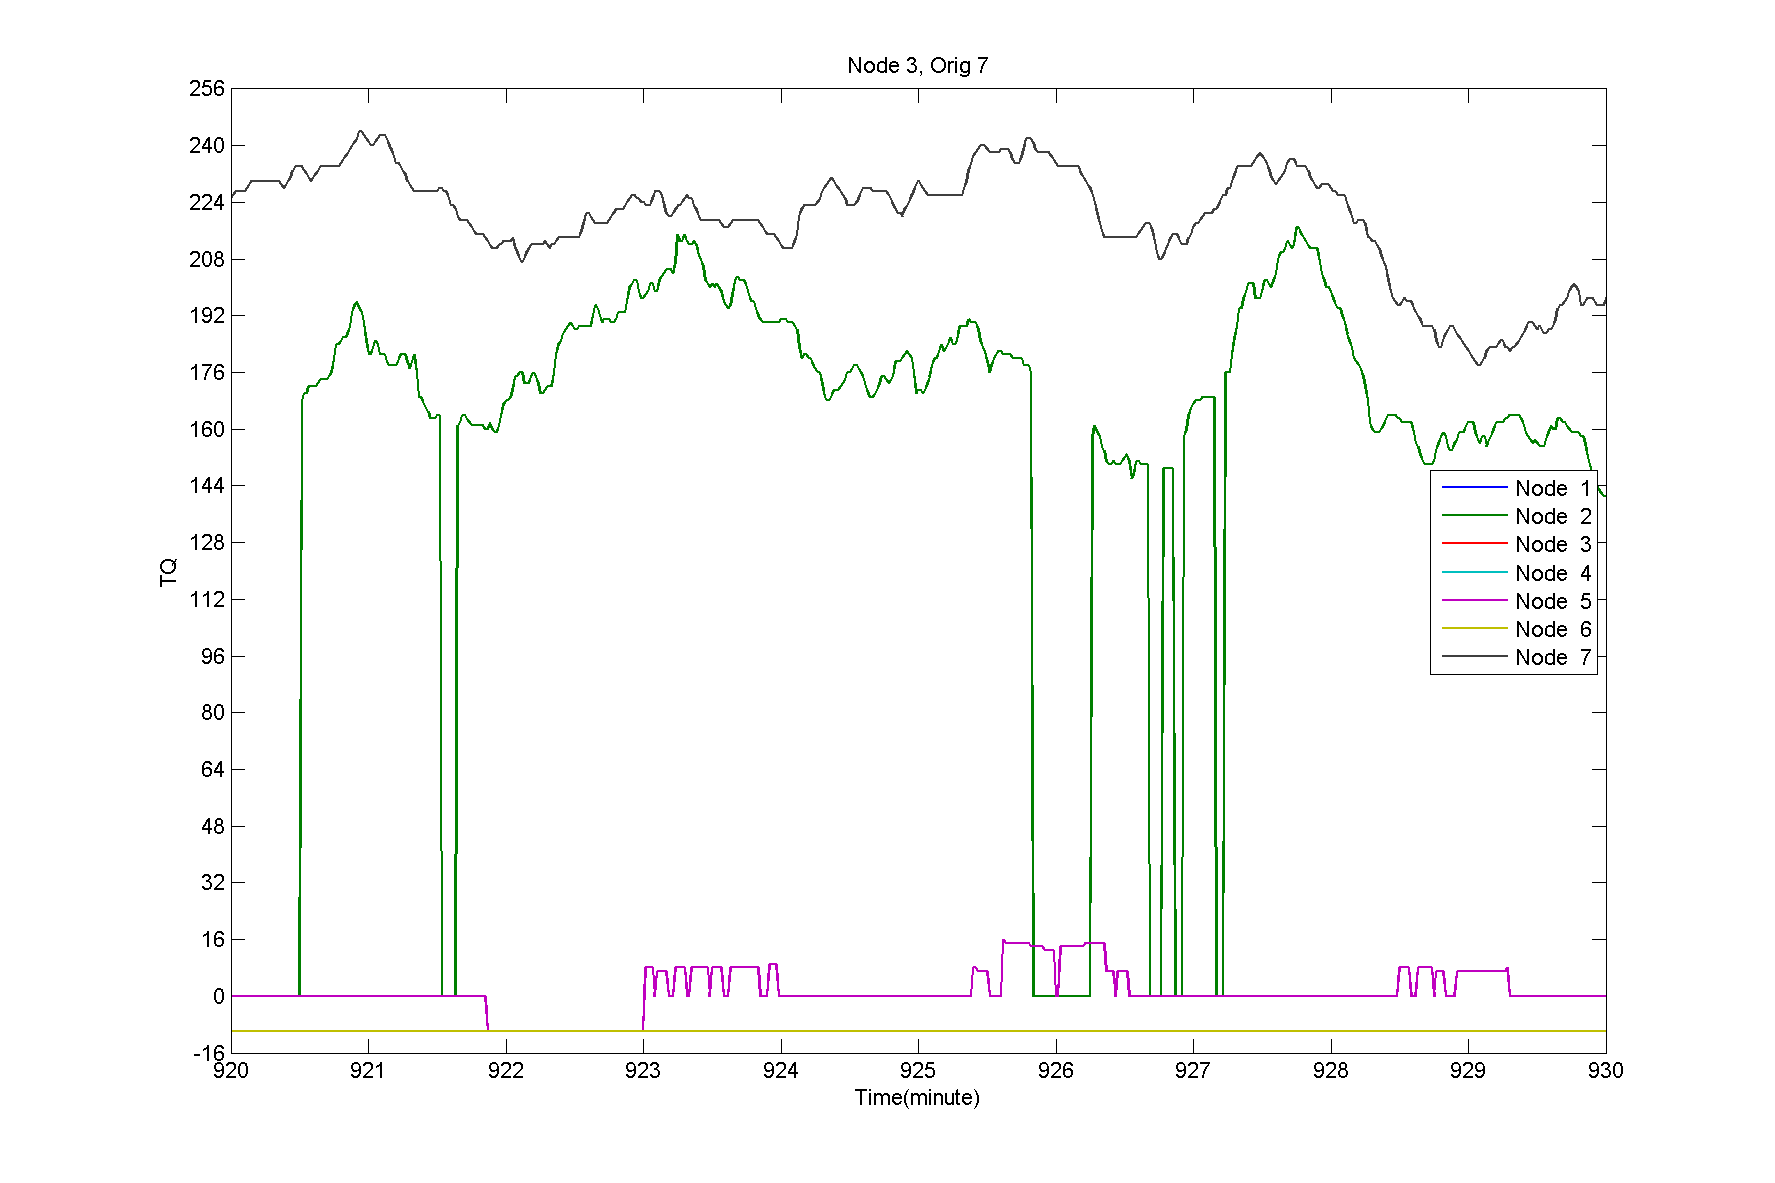 Node 3, Orig 7
256
240
224
208
192
176
160
144
128
112
96
80
64
48
32
16
0
-16
TQ
Node 1
Node 2
Node 3
Node 4
Node 5
Node 6
Node 7
920 921 922 923 924 925 926 927 928 929 930
Time(minute)